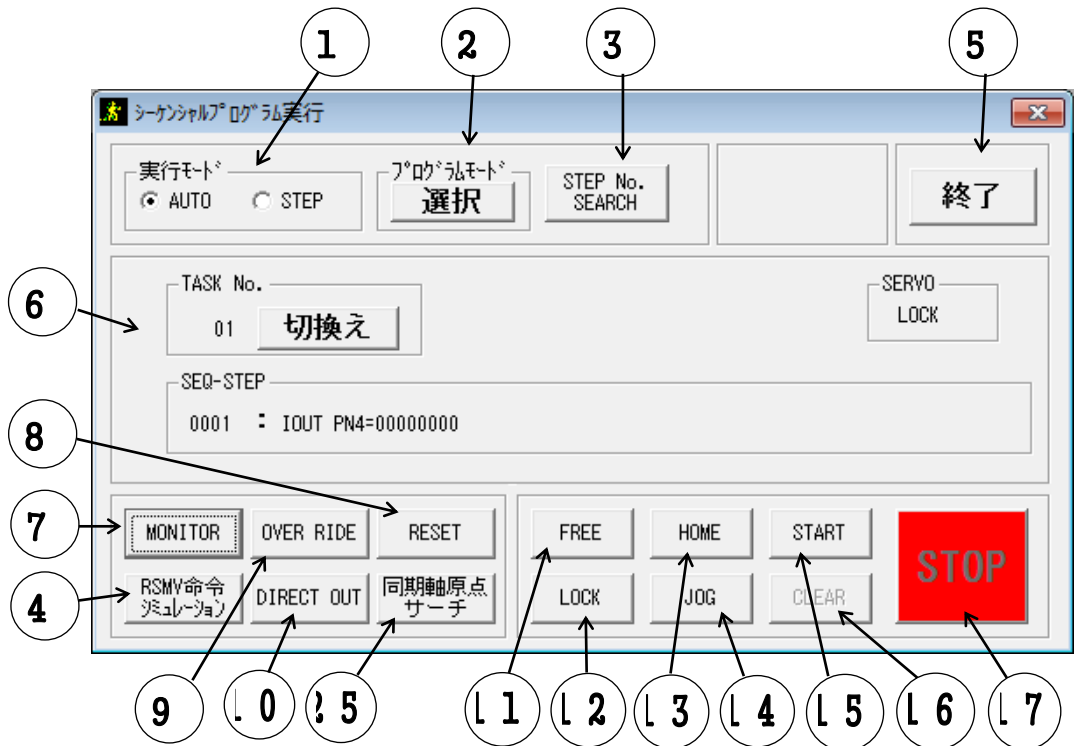 1
2
3
5
シーケンシャルプログラム実行
実行モード
AUTO
STEP
プログラムモード
選択
STEP No.
SEARCH
終了
6
TASK No.
01
切換え
SERVO
LOCK
SEQ-STEP
0001 : IOUT PN4=00000000
8
7
MONITOR
OVER RIDE
RESET
FREE
HOME
START
STOP
4
RSMV命令
シミュレーション
DIRECT OUT
同期軸原点
サーチ
LOCK
JOG
CLEAR
9
10
25
11
12
13
14
15
16
17